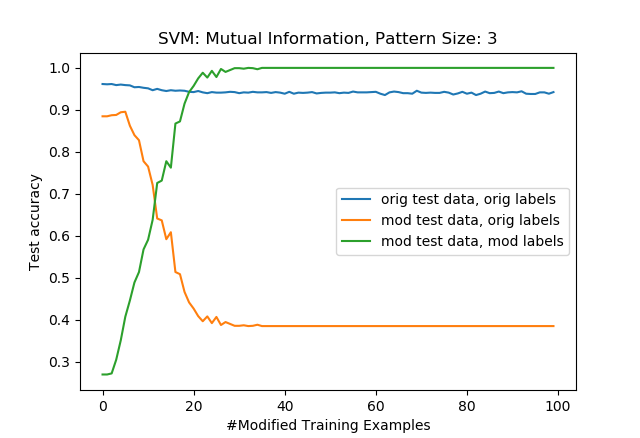 SVM: Mutual Information, Pattern Size: 3
1.0
0.9
0.8
0.7
0.6
0.5
0.4
0.3
Test accuracy
orig test data, orig labels
mod test data, orig labels
mod test data, mod labels
0 20 40 60 80 100
#Modified Training Examples